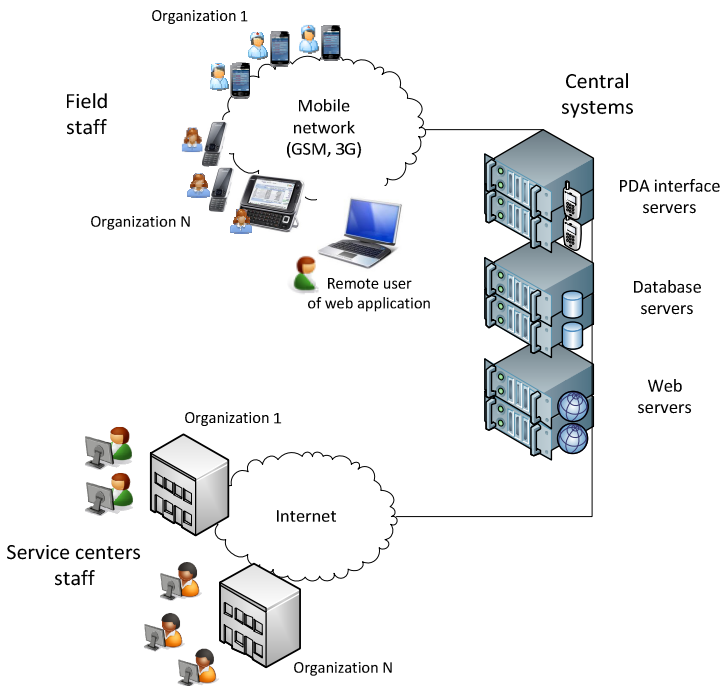 Organization 1
Field
staff
Mobile
network
(GSM, 3G)
Central
systems
PDA interface
servers
Organization N
Remote user
of web application
Database
servers
Web
servers
Organization 1
Internet
Service centers
staff
Organization N